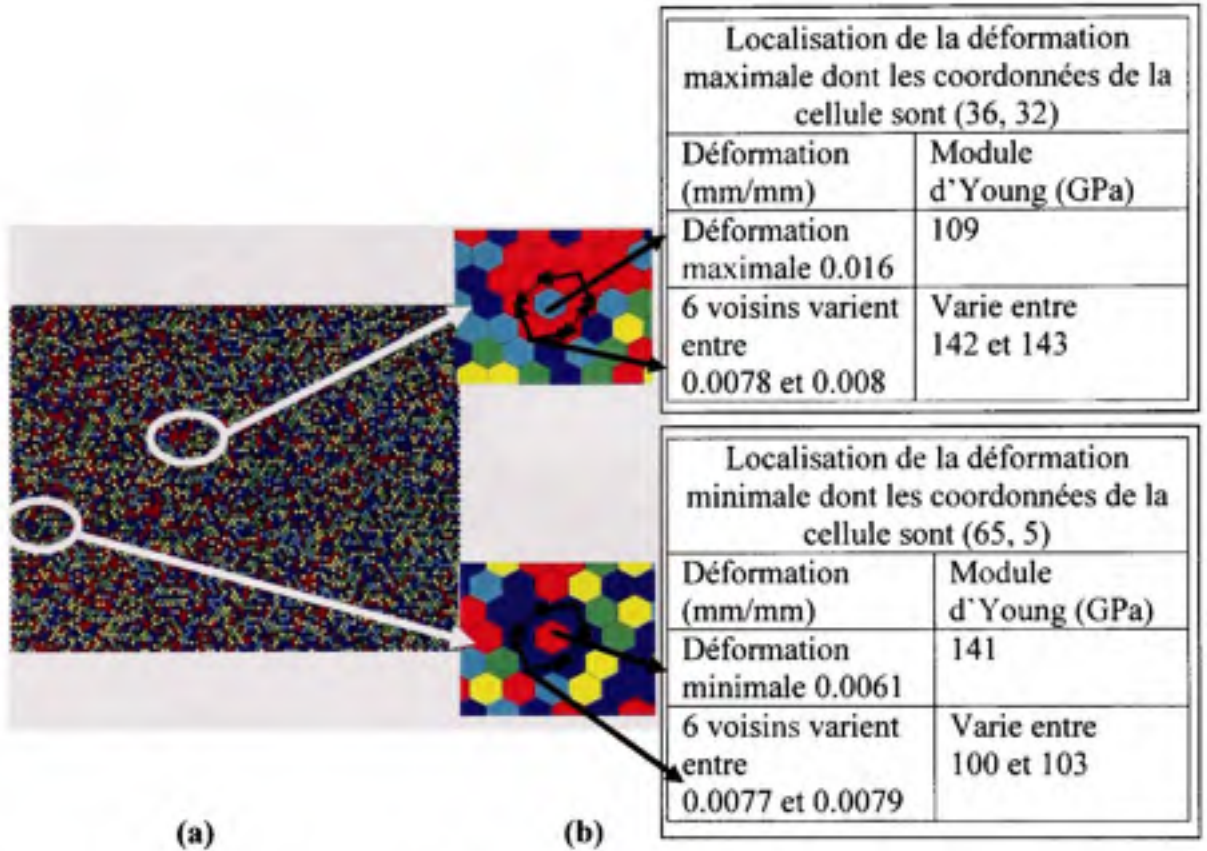 Localisation de la déformation
maximale dont les coordonnées de la
cellule sont (36, 32)
Déformation
(mm/mm)
Module
d'Young (GPa)
Déformation
maximale 0.016
109
6 voisins varient
entre
0.0078 et 0.008
Varie entre
142 et 143
Localisation de la déformation
minimale dont les coordonnées de la
cellule sont (65, 5)
Déformation
(mm/mm)
Module
d'Young (GPa)
Déformation
minimale 0.0061
141
6 voisins varient
entre
0.0077 et 0.0079
Varie entre
100 et 103
(a)
(b)